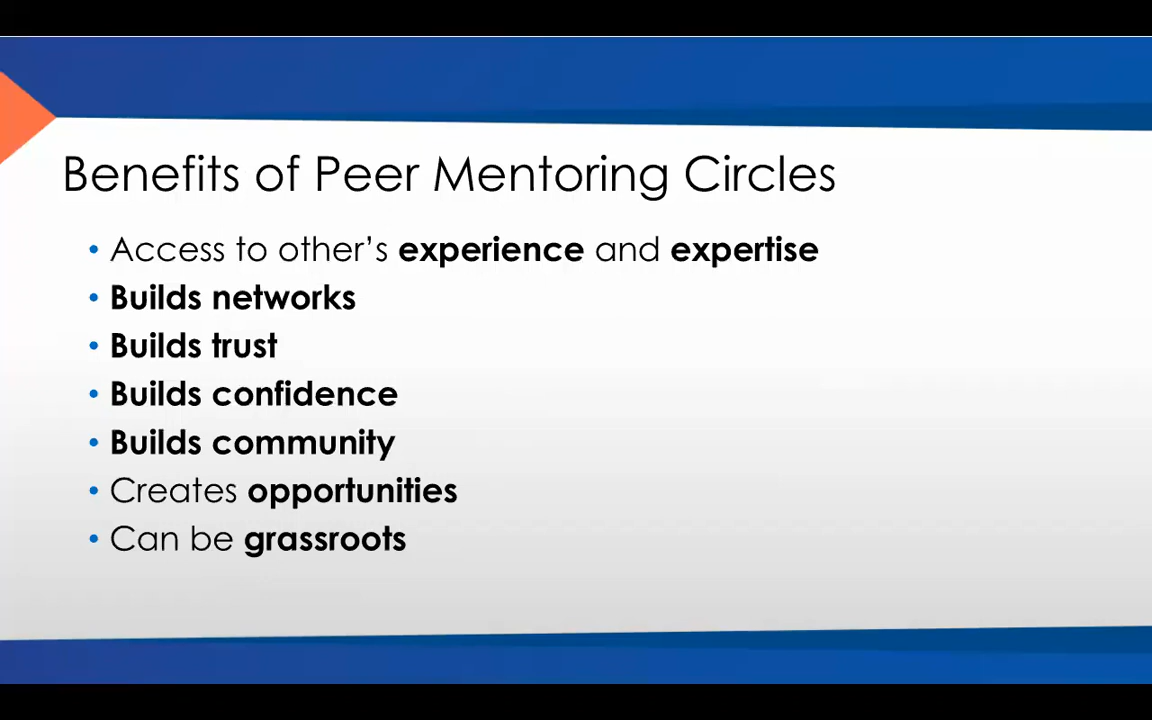 Benefits of Peer Mentoring Circles
• Access to other’s experience and expertise
• Builds networks
• Builds trust
• Builds confidence
• Builds community
• Creates opportunities
• Can be grassroots